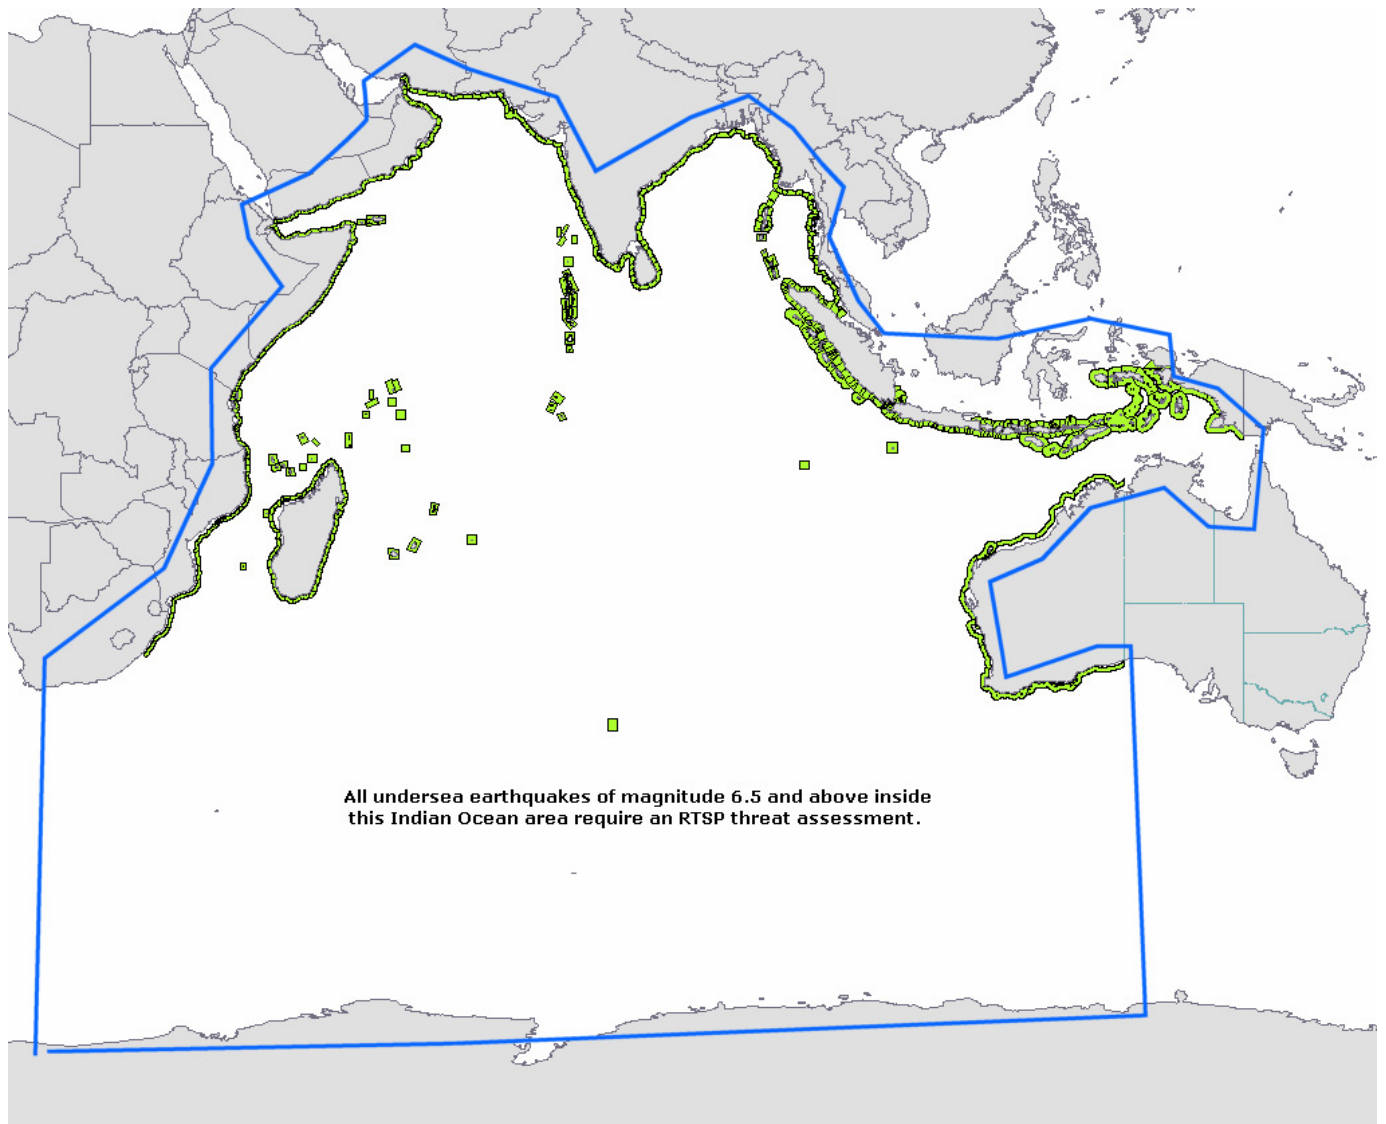 All undersea earthquakes of magnitude 6.5 and above inside
this Indian Ocean area require an RTSP threat assessment.